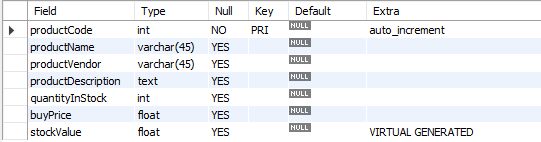 Field Type Null Key Default Extra
productCode int NO PRI NULL auto_increment
productName varchar(45) YES NULL
productVendor varchar(45) YES NULL
productDescription text YES NULL
quantityInStock int YES NULL
buyPrice float YES NULL
stockValue float YES NULL VIRTUAL GENERATED